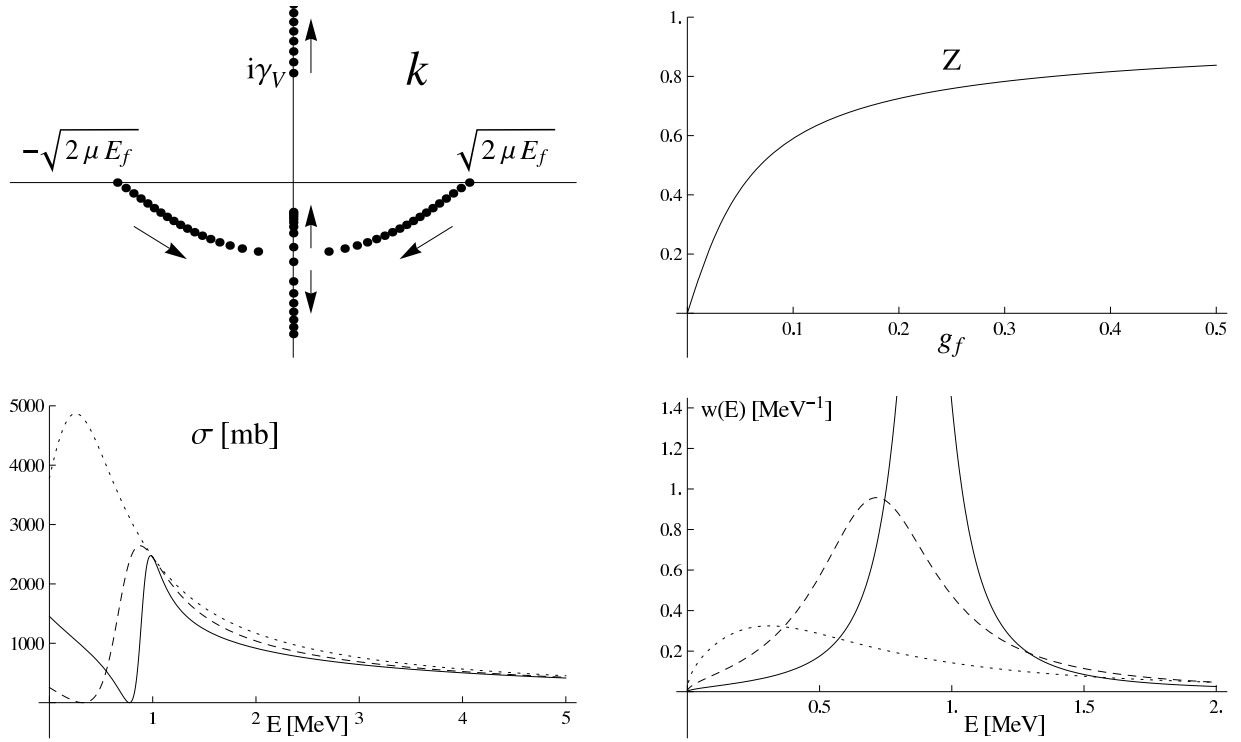 iγ_V
k
-√(2 μ E_f)
√(2 μ E_f)
1.
0.8
0.6
0.4
0.2
Z
0.1 0.2 0.3 0.4 0.5
g_f
5000
4000
3000
2000
1000
σ [mb]
1 2 3 4 5
E [MeV]
w(E) [MeV⁻¹]
1.4
1.2
1.
0.8
0.6
0.4
0.2
0.5 1. 1.5 2.
E [MeV]